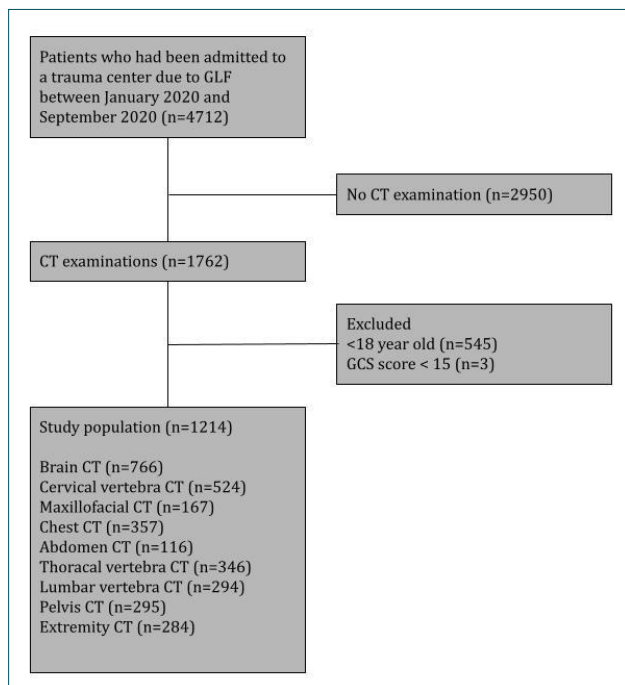 Patients who had been admitted to
a trauma center due to GLF
between January 2020 and
September 2020 (n=4712)
No CT examination (n=2950)
CT examinations (n=1762)
Excluded
<18 year old (n=545)
GCS score < 15 (n=3)
Study population (n=1214)
Brain CT (n=766)
Cervical vertebra CT (n=524)
Maxillofacial CT (n=167)
Chest CT (n=357)
Abdomen CT (n=116)
Thoracal vertebra CT (n=346)
Lumbar vertebra CT (n=294)
Pelvis CT (n=295)
Extremity CT (n=284)